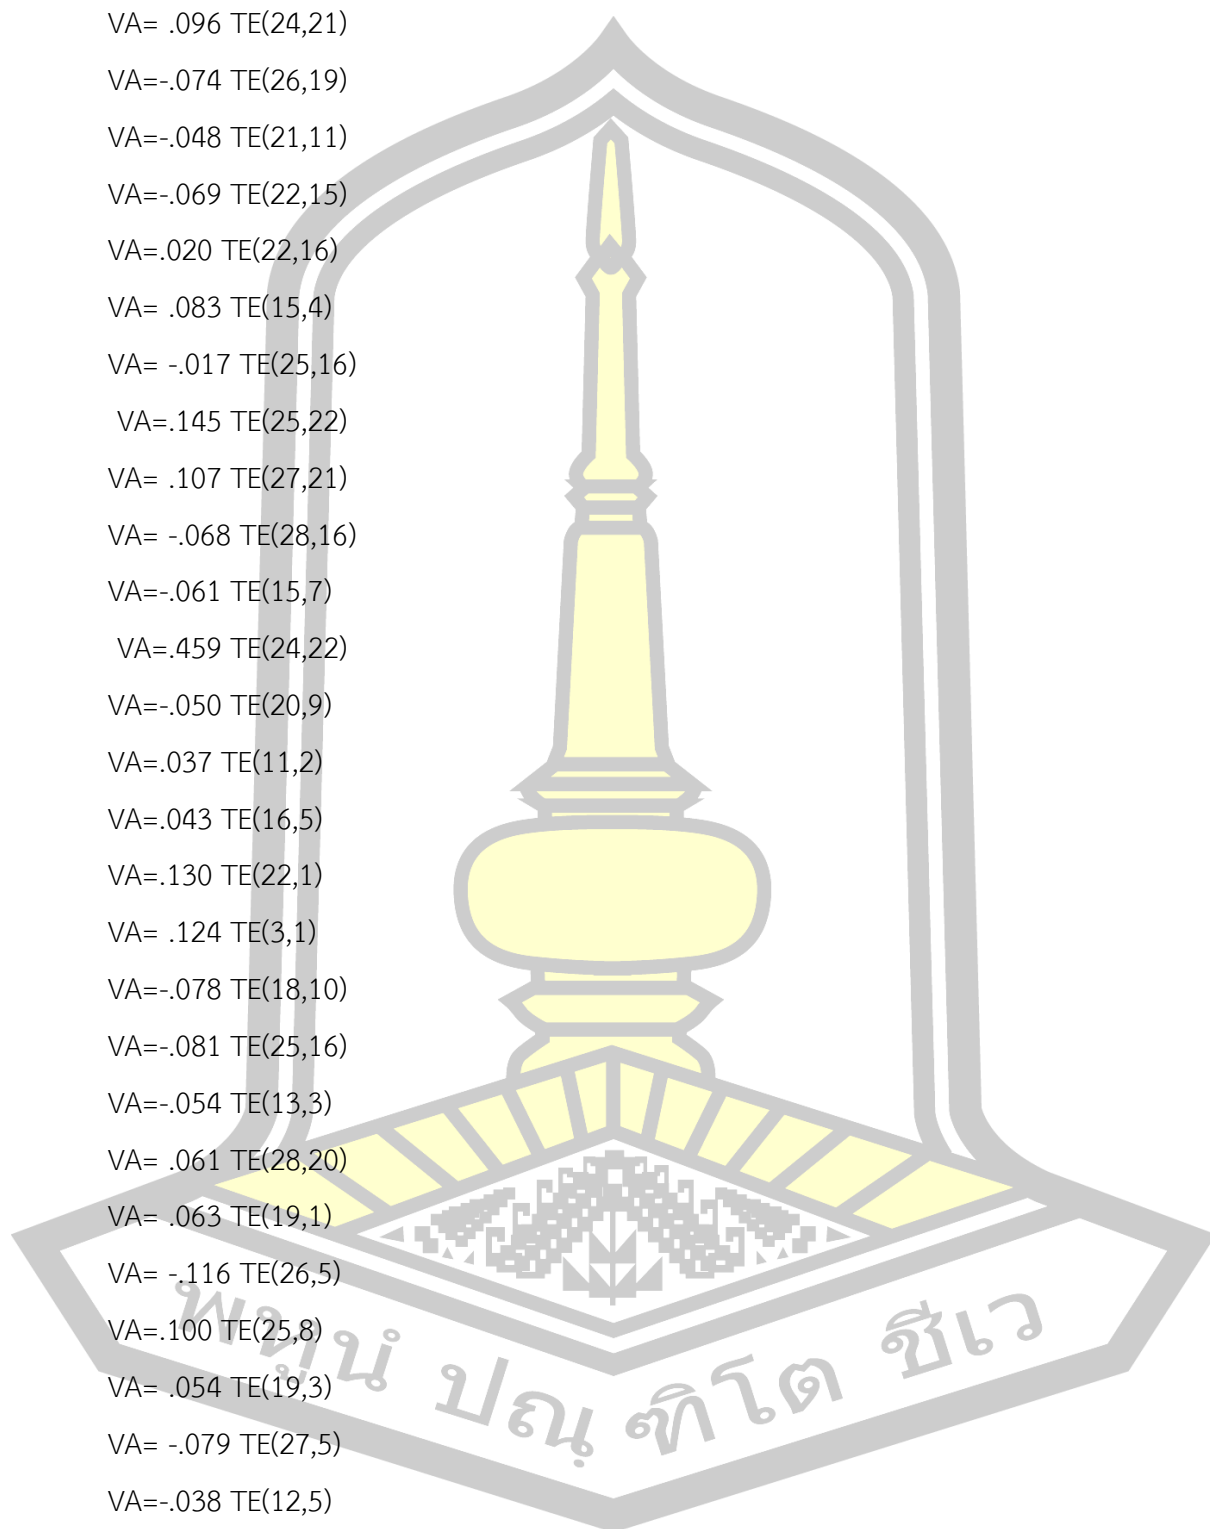 VA= .096 TE(24,21)
VA=-.074 TE(26,19)
VA=-.048 TE(21,11)
VA=-.069 TE(22,15)
VA=.020 TE(22,16)
VA= .083 TE(15,4)
VA= -.017 TE(25,16)
VA=.145 TE(25,22)
VA= .107 TE(27,21)
VA= -.068 TE(28,16)
VA=-.061 TE(15,7)
VA=.459 TE(24,22)
VA=-.050 TE(20,9)
VA=.037 TE(11,2)
VA=.043 TE(16,5)
VA=.130 TE(22,1)
VA= .124 TE(3,1)
VA=-.078 TE(18,10)
VA=-.081 TE(25,16)
VA=-.054 TE(13,3)
VA= .061 TE(28,20)
VA= .063 TE(19,1)
VA= -.116 TE(26,5)
VA=.100 TE(25,8)
VA= .054 TE(19,3)
VA= -.079 TE(27,5)
VA=-.038 TE(12,5)
พหูนํ ปณฺฑิโต ชีเว